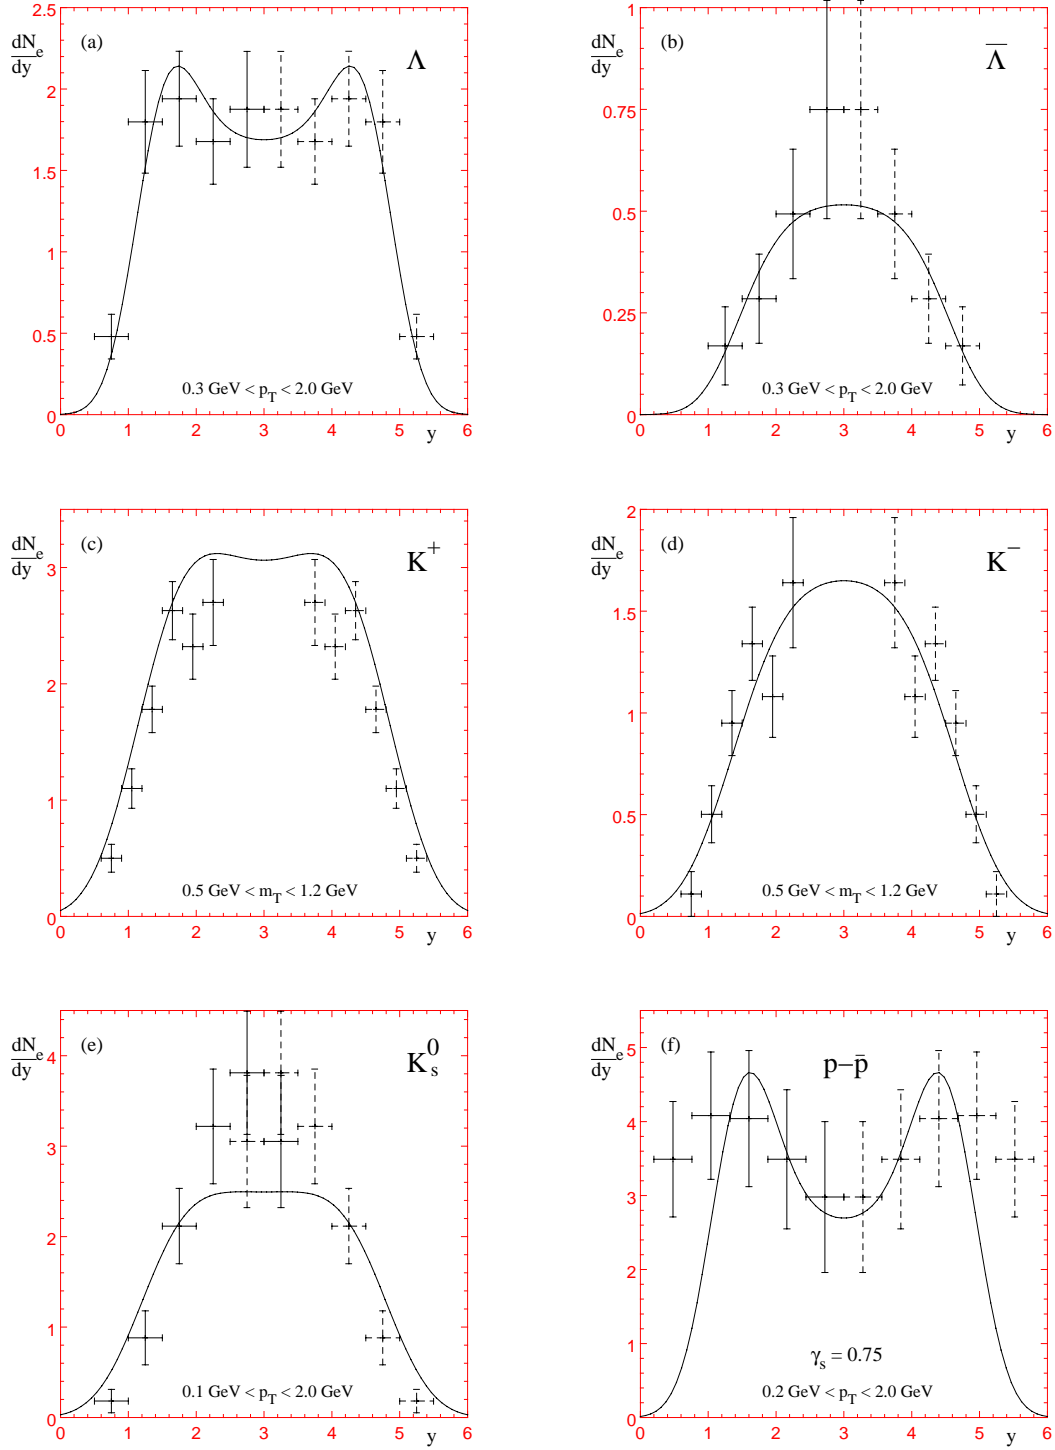 2.5
2
1.5
1
0.5
0
dN_e
dy
(a)
Λ
0.3 GeV < p_T < 2.0 GeV
0 1 2 3 4 5 6
y
1
0.75
0.5
0.25
0
dN_e
dy
(b)
Λ̅
0.3 GeV < p_T < 2.0 GeV
0 1 2 3 4 5 6
y
3
2
1
0
dN_e
dy
(c)
K⁺
0.5 GeV < m_T < 1.2 GeV
0 1 2 3 4 5 6
y
2
1.5
1
0.5
0
dN_e
dy
(d)
K⁻
0.5 GeV < m_T < 1.2 GeV
0 1 2 3 4 5 6
y
4
3
2
1
0
dN_e
dy
(e)
K_s^0
0.1 GeV < p_T < 2.0 GeV
0 1 2 3 4 5 6
y
5
4
3
2
1
0
dN_e
dy
(f)
p−p̄
γ_s = 0.75
0.2 GeV < p_T < 2.0 GeV
0 1 2 3 4 5 6
y